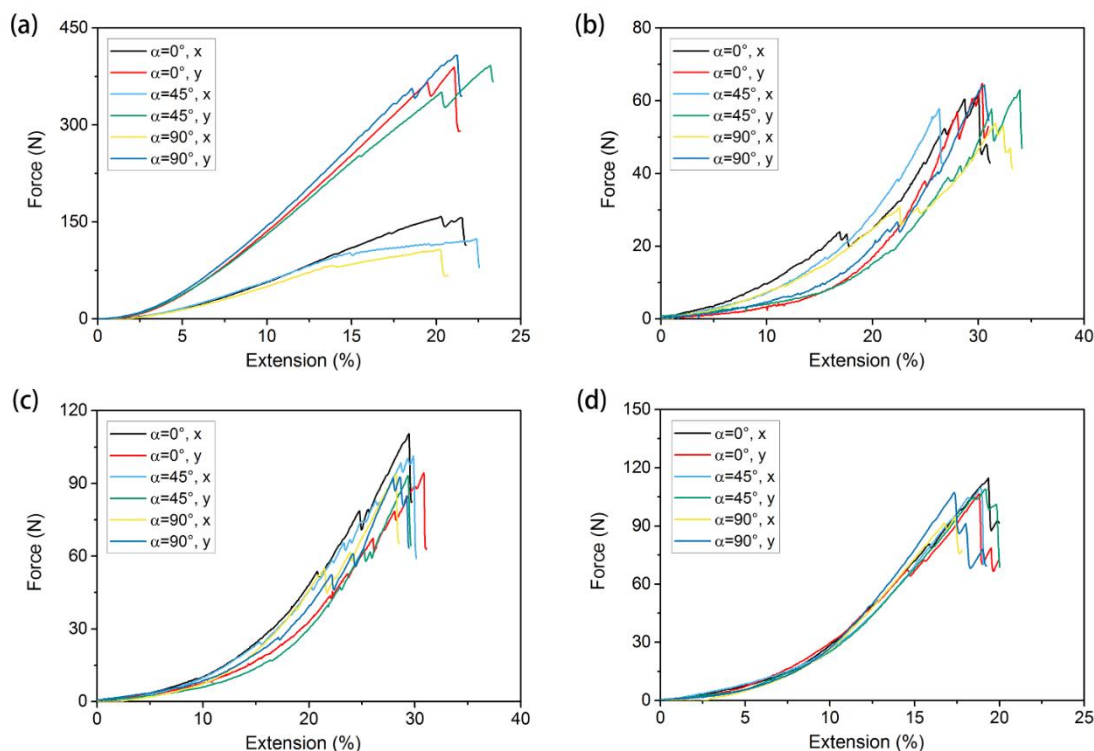 (a)
450
300
150
0
Force (N)
α=0°, x
α=0°, y
α=45°, x
α=45°, y
α=90°, x
α=90°, y
0 5 10 15 20 25
Extension (%)
(b)
80
60
40
20
0
Force (N)
α=0°, x
α=0°, y
α=45°, x
α=45°, y
α=90°, x
α=90°, y
0 10 20 30 40
Extension (%)
(c)
120
90
60
30
0
Force (N)
α=0°, x
α=0°, y
α=45°, x
α=45°, y
α=90°, x
α=90°, y
0 10 20 30 40
Extension (%)
(d)
150
120
90
60
30
0
Force (N)
α=0°, x
α=0°, y
α=45°, x
α=45°, y
α=90°, x
α=90°, y
0 5 10 15 20 25
Extension (%)